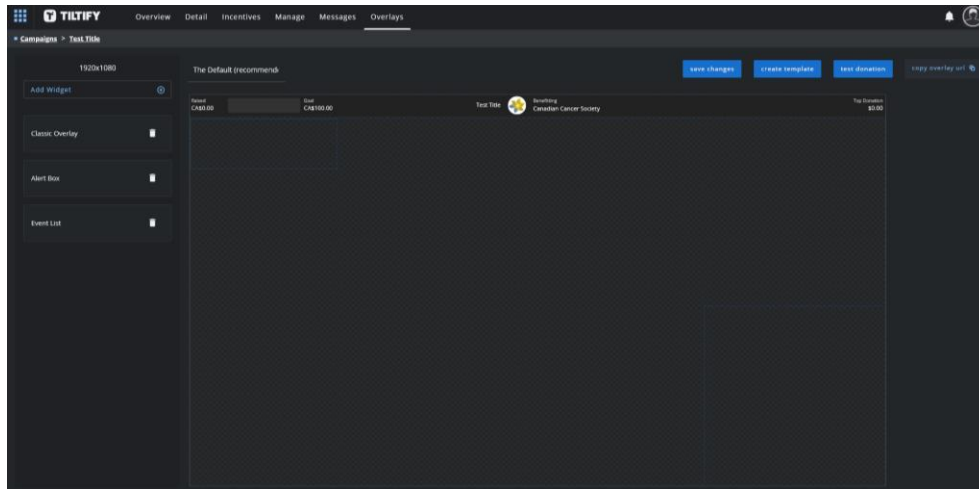 TILTIFY
Overview Detail Incentives Manage Messages Overlays
Campaigns > Test Title
1920x1080
Add Widget
Classic Overlay
Alert Box
Event List
The Default (recommend
save changes
create template
test donation
copy overlay url
Raised
CA$0.00
Goal
CA$100.00
Test Title
Benefiting
Canadian Cancer Society
Top Donation
$0.00